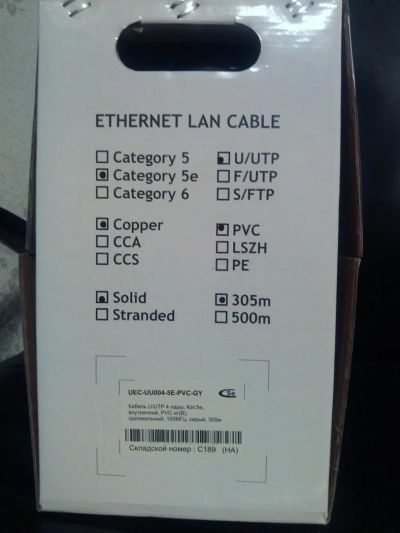 ETHERNET LAN CABLE
Category 5
U/UTP
Category 5e
F/UTP
Category 6
S/FTP
Copper
PVC
CCA
LSZH
CCS
PE
Solid
305m
Stranded
500m
UEC-UU004-5E-PVC-GY
5e
Кабель U/UTP 4 пары, Кат.5е,
внутренний, PVC нг(B),
одножильный, 100МГц, серый, 305м
Складской номер : C189 (HA)